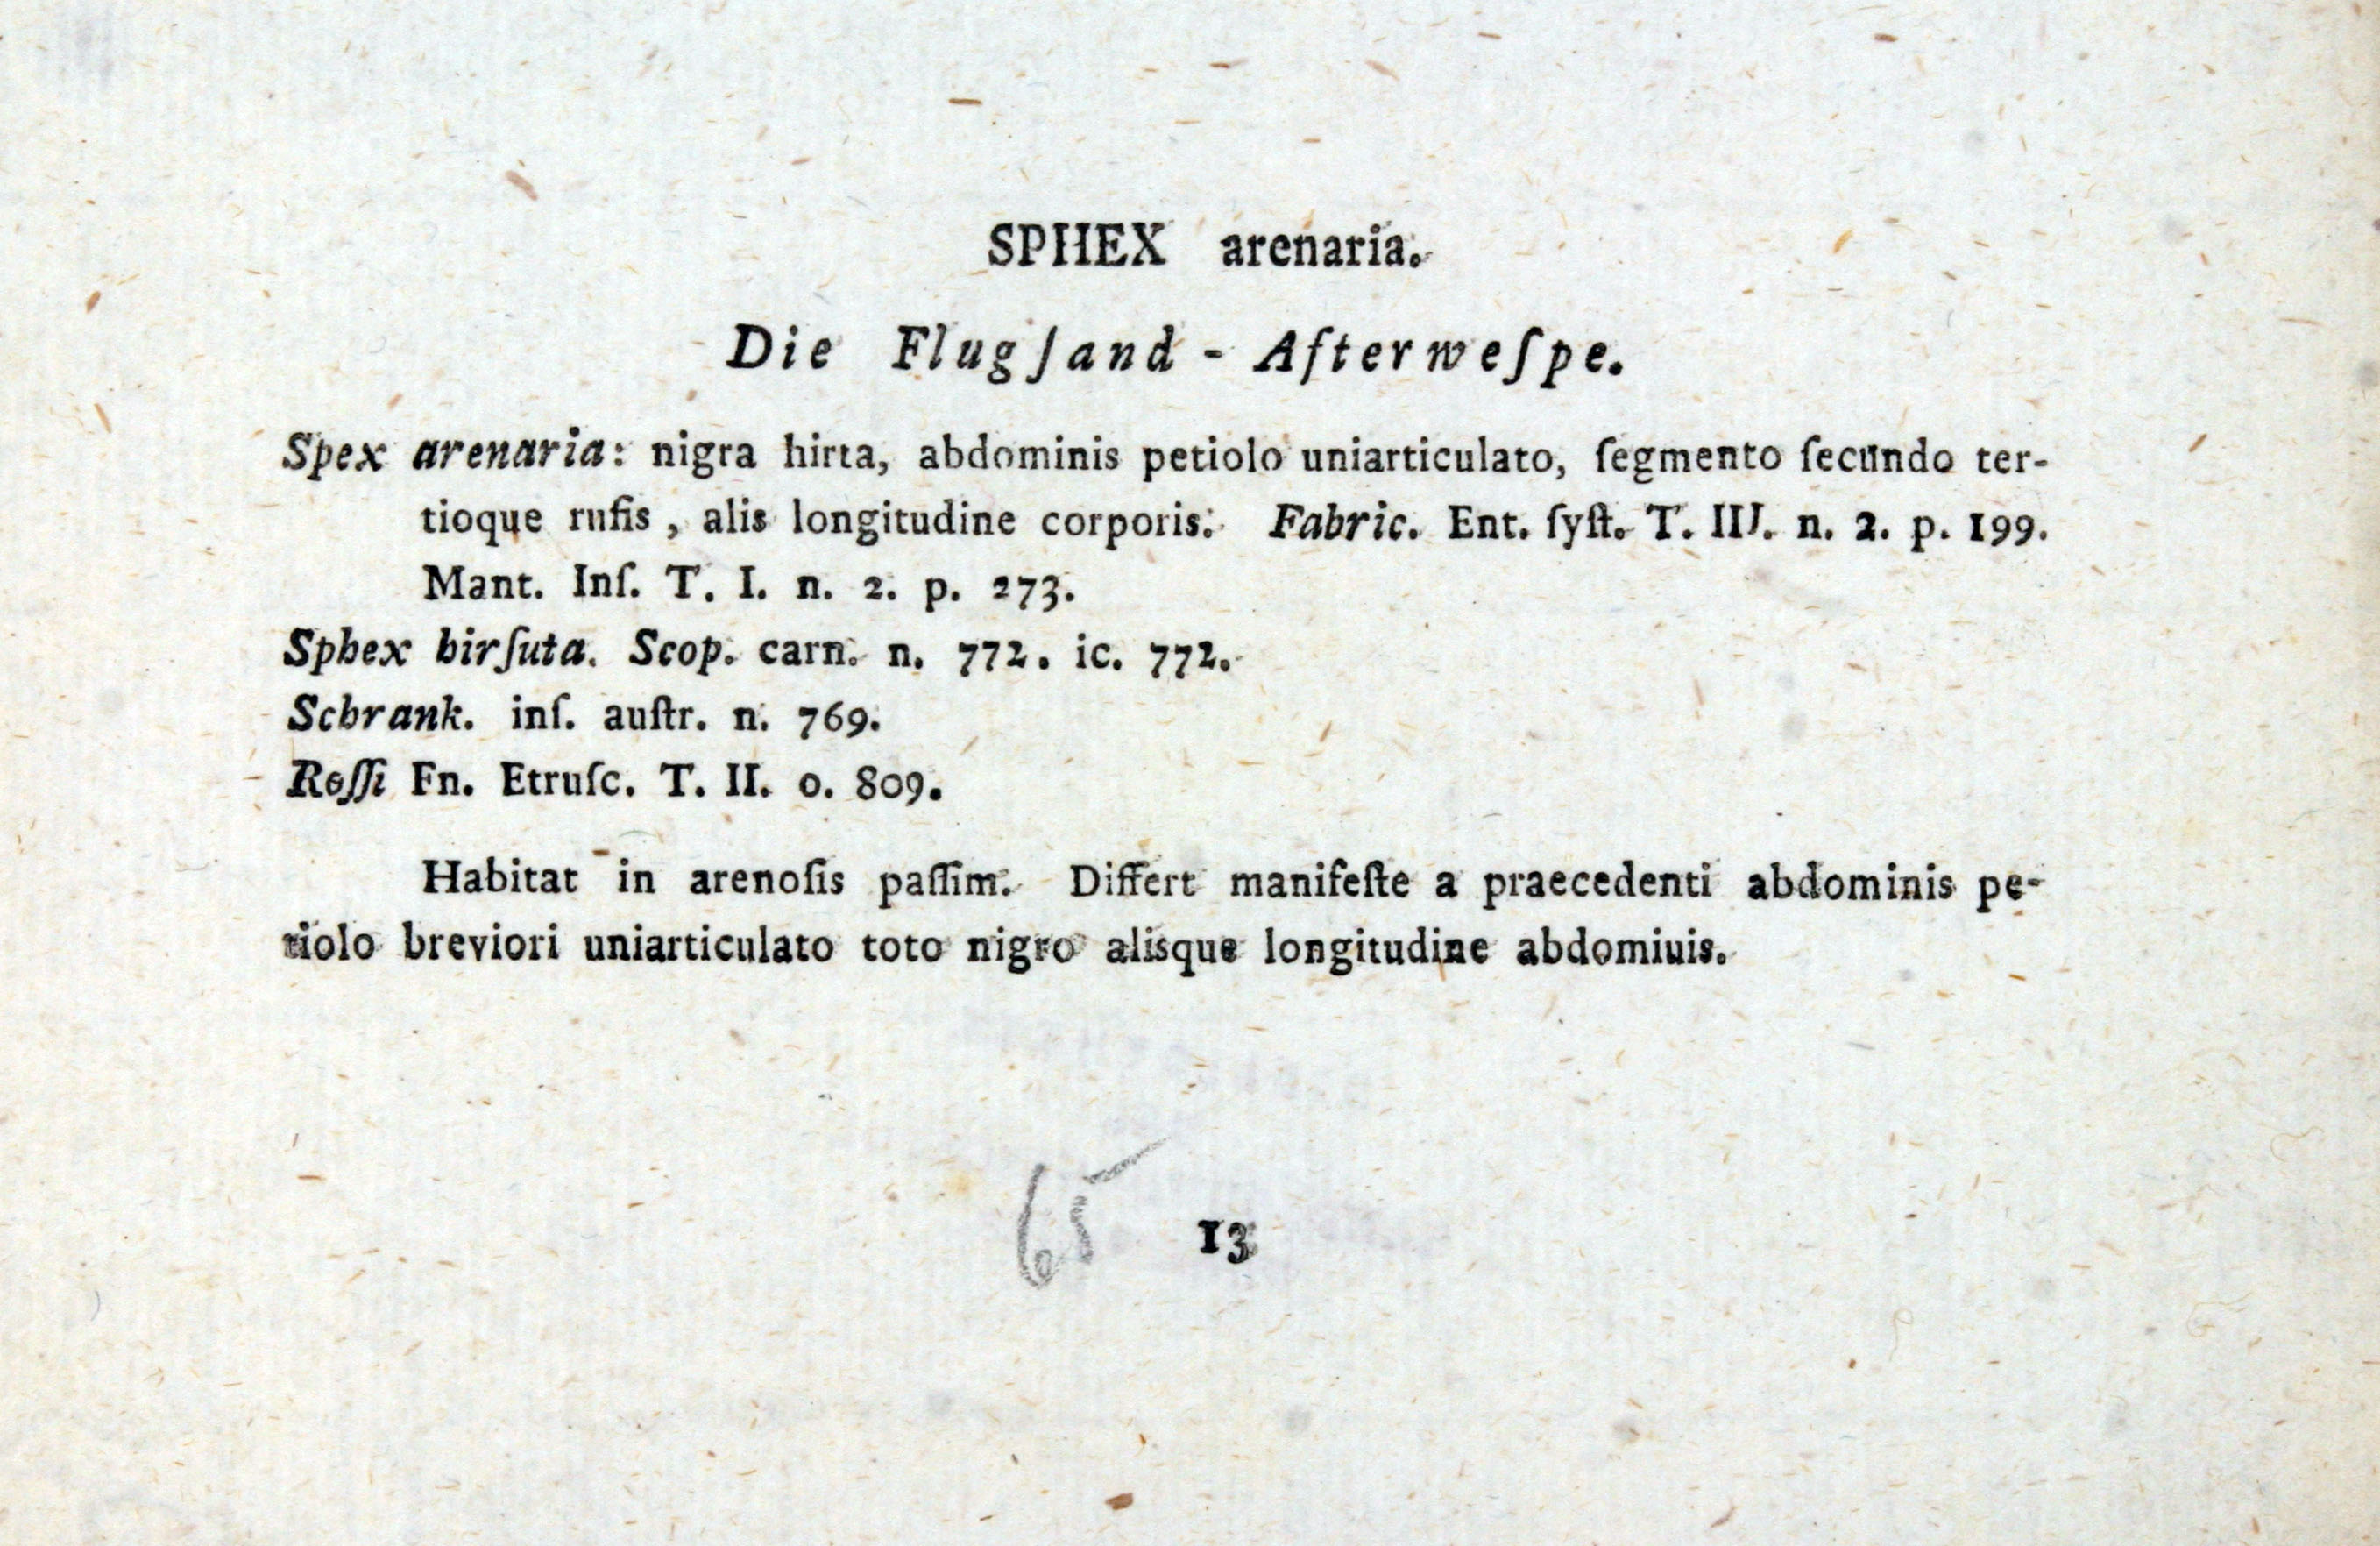 SPHEX arenaria.
Die Flugſand - Afterweſpe.
Spex arenaria: nigra hirta, abdominis petiolo uniarticulato, ſegmento ſecundo ter-
tioque rufis, alis longitudine corporis. Fabric. Ent. ſyſt. T. III. n. 2. p. 199.
Mant. Inſ. T. I. n. 2. p. 273.
Sphex hirſuta. Scop. carn. n. 772. ic. 772.
Schrank. inſ. auſtr. n. 769.
Roſſi Fn. Etruſc. T. II. o. 809.
Habitat in arenoſis paſſim. Differt manifeſte a praecedenti abdominis pe-
tiolo breviori uniarticulato toto nigro alisque longitudine abdomiuis.
65 13